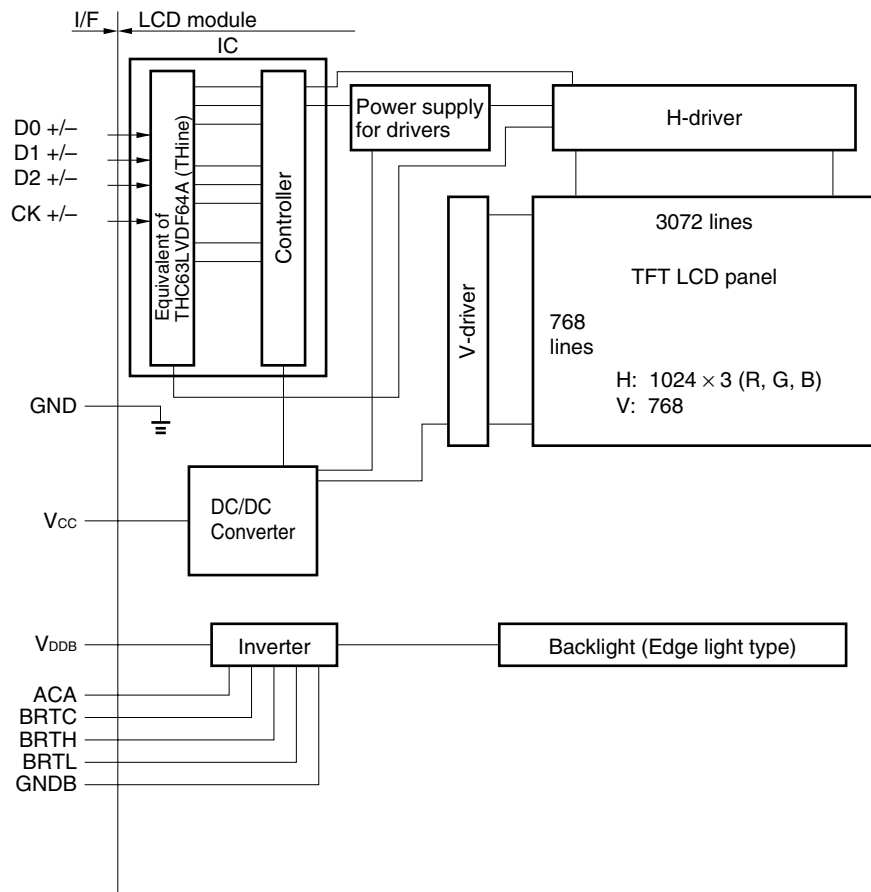 I/F LCD module
IC
D0 +/–
D1 +/–
D2 +/–
CK +/–
Equivalent of
THC63LVDF64A (THine)
Controller
Power supply
for drivers
H-driver
V-driver
3072 lines
TFT LCD panel
768
lines
H: 1024 × 3 (R, G, B)
V: 768
GND
VCC
DC/DC
Converter
VDDB
Inverter
Backlight (Edge light type)
ACA
BRTC
BRTH
BRTL
GNDB